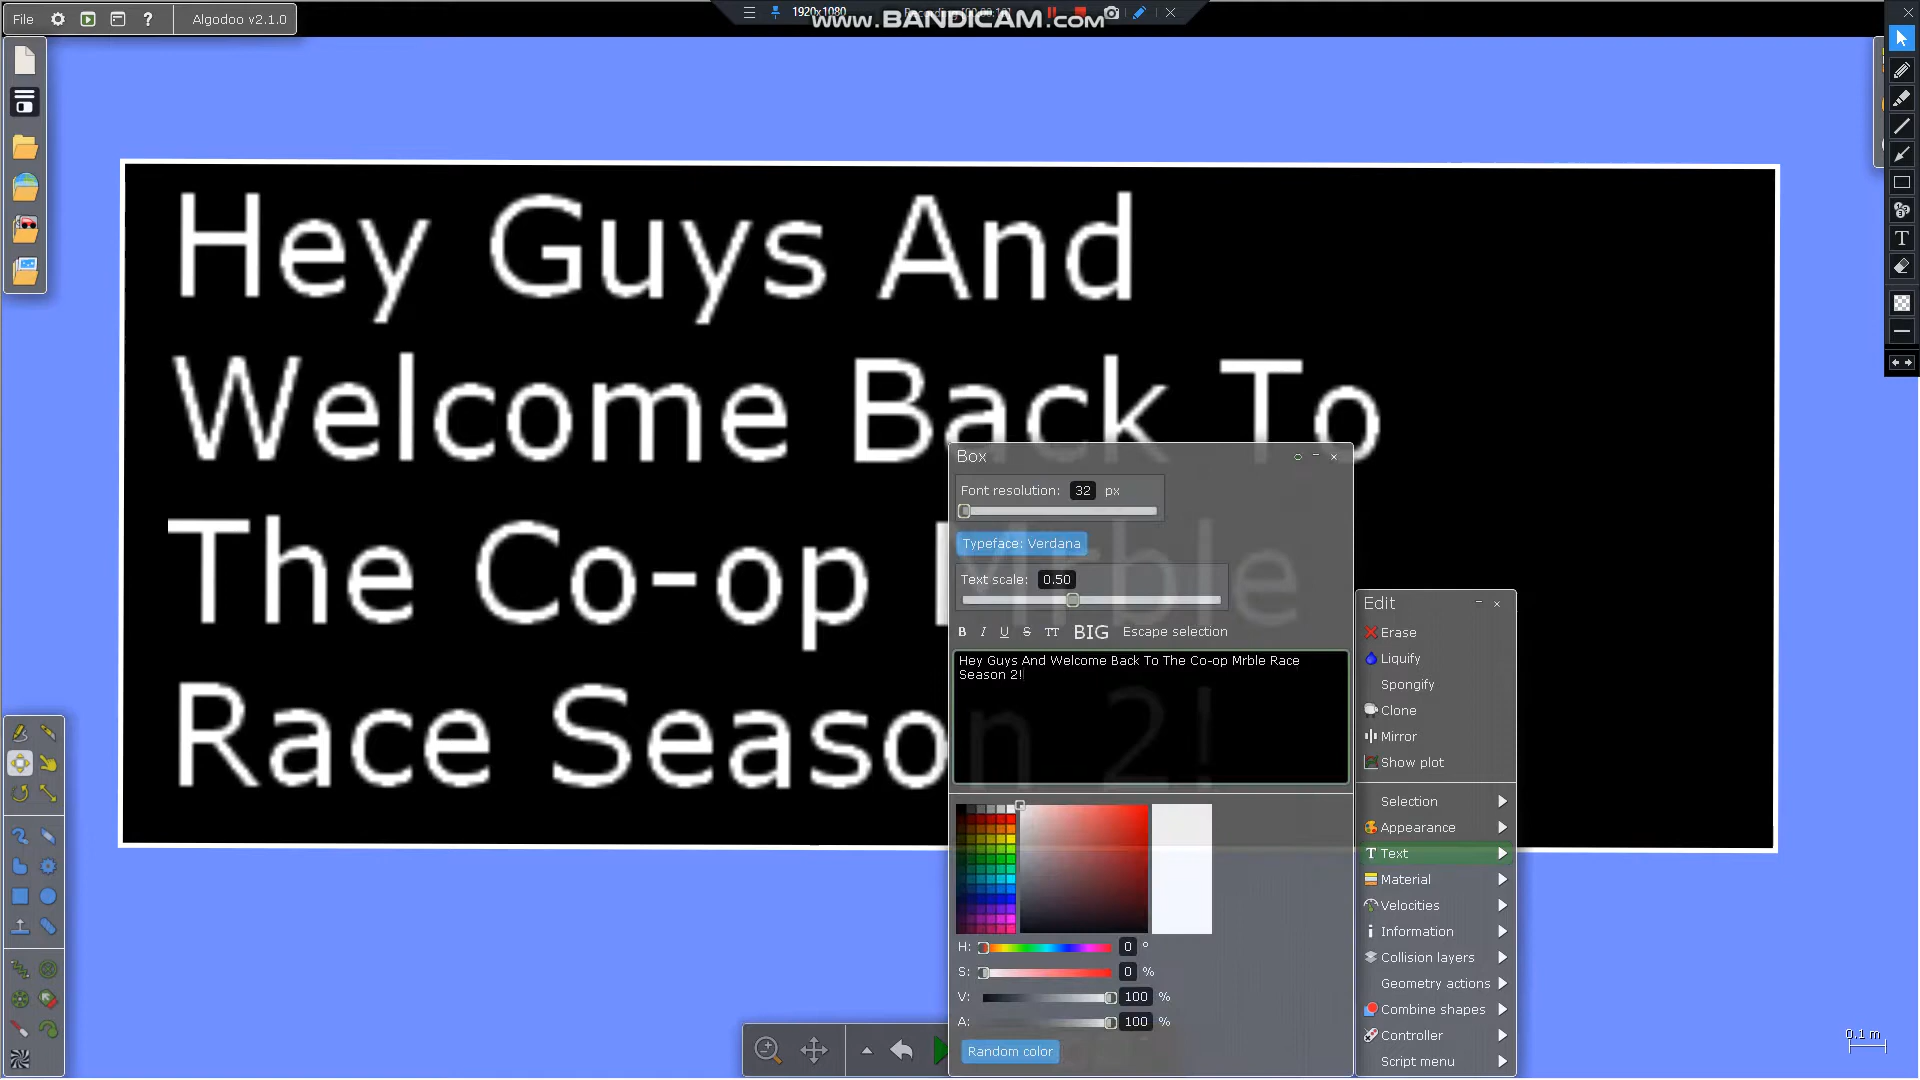 File
Algodoo v2.1.0
1920x1080
www.BANDICAM.com
Hey Guys And
Welcome Back To
The Co-op Mrble
Race Season 2!
Box
Font resolution: 32 px
Typeface: Verdana
Text scale: 0.50
B I U S TT BIG Escape selection
Hey Guys And Welcome Back To The Co-op Mrble Race
Season 2!
H: 0 °
S: 0 %
V: 100 %
A: 100 %
Random color
Edit
Erase
Liquify
Spongify
Clone
Mirror
Show plot
Selection
Appearance
Text
Material
Velocities
Information
Collision layers
Geometry actions
Combine shapes
Controller
Script menu
0.1 m